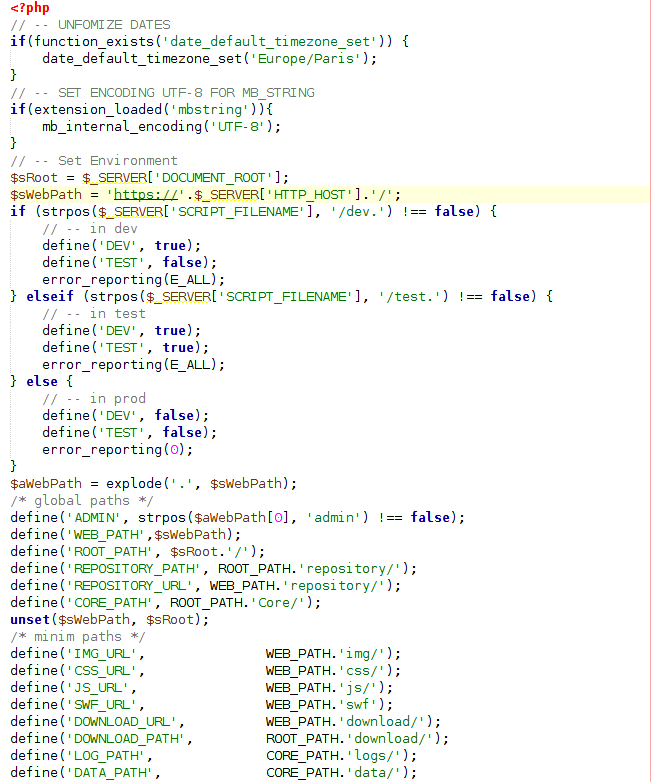 <?php
// -- UNFOMIZE DATES
if(function_exists('date_default_timezone_set')) {
    date_default_timezone_set('Europe/Paris');
}
// -- SET ENCODING UTF-8 FOR MB_STRING
if(extension_loaded('mbstring')){
    mb_internal_encoding('UTF-8');
}
// -- Set Environment
$sRoot = $_SERVER['DOCUMENT_ROOT'];
$sWebPath = 'https://'.$_SERVER['HTTP_HOST'].'/';
if (strpos($_SERVER['SCRIPT_FILENAME'], '/dev.') !== false) {
    // -- in dev
    define('DEV', true);
    define('TEST', false);
    error_reporting(E_ALL);
} elseif (strpos($_SERVER['SCRIPT_FILENAME'], '/test.') !== false) {
    // -- in test
    define('DEV', true);
    define('TEST', true);
    error_reporting(E_ALL);
} else {
    // -- in prod
    define('DEV', false);
    define('TEST', false);
    error_reporting(0);
}
$aWebPath = explode('.', $sWebPath);
/* global paths */
define('ADMIN', strpos($aWebPath[0], 'admin') !== false);
define('WEB_PATH',$sWebPath);
define('ROOT_PATH', $sRoot.'/');
define('REPOSITORY_PATH', ROOT_PATH.'repository/');
define('REPOSITORY_URL', WEB_PATH.'repository/');
define('CORE_PATH', ROOT_PATH.'Core/');
unset($sWebPath, $sRoot);
/* minim paths */
define('IMG_URL',               WEB_PATH.'img/');
define('CSS_URL',               WEB_PATH.'css/');
define('JS_URL',                WEB_PATH.'js/');
define('SWF_URL',               WEB_PATH.'swf');
define('DOWNLOAD_URL',          WEB_PATH.'download/');
define('DOWNLOAD_PATH',         ROOT_PATH.'download/');
define('LOG_PATH',              CORE_PATH.'logs/');
define('DATA_PATH',             CORE_PATH.'data/');